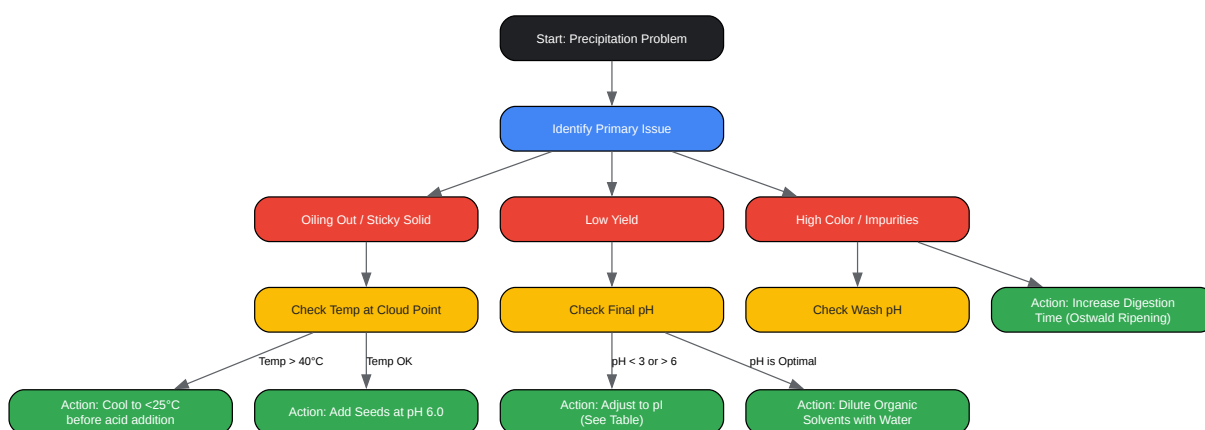 Start: Precipitation Problem
Identify Primary Issue
Oiling Out / Sticky Solid
Low Yield
High Color / Impurities
Check Temp at Cloud Point
Check Final pH
Check Wash pH
Action: Increase Digestion
Time (Ostwald Ripening)
Temp > 40°C
Temp OK
pH < 3 or > 6
pH is Optimal
Action: Cool to <25°C
before acid addition
Action: Add Seeds at pH 6.0
Action: Adjust to pI
(See Table)
Action: Dilute Organic
Solvents with Water